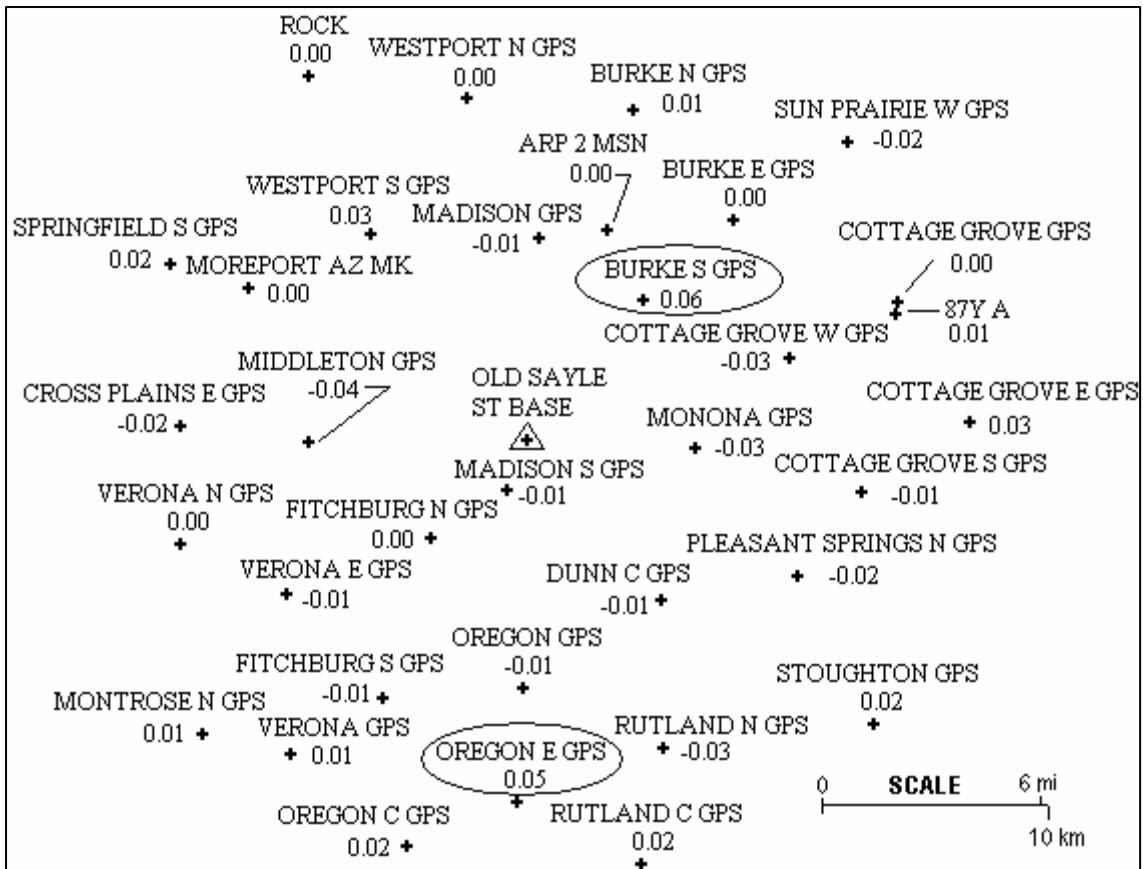 ROCK
0.00
WESTPORT N GPS
0.00
BURKE N GPS
0.01
SUN PRAIRIE W GPS
-0.02
ARP 2 MSN
0.00
BURKE E GPS
0.00
WESTPORT S GPS
0.03
MADISON GPS
-0.01
SPRINGFIELD S GPS
0.02
MOREPORT AZ MK
0.00
COTTAGE GROVE GPS
0.00
BURKE S GPS
0.06
87Y A
0.01
COTTAGE GROVE W GPS
-0.03
MIDDLETON GPS
-0.04
OLD SAYLE
ST BASE
CROSS PLAINS E GPS
-0.02
MONONA GPS
-0.03
COTTAGE GROVE E GPS
0.03
MADISON S GPS
-0.01
COTTAGE GROVE S GPS
-0.01
VERONA N GPS
0.00
FITCHBURG N GPS
0.00
PLEASANT SPRINGS N GPS
-0.02
VERONA E GPS
-0.01
DUNN C GPS
-0.01
OREGON GPS
-0.01
FITCHBURG S GPS
-0.01
STOUGHTON GPS
0.02
MONTROSE N GPS
0.01
VERONA GPS
0.01
OREGON E GPS
0.05
RUTLAND N GPS
-0.03
0 SCALE 6 mi
10 km
OREGON C GPS
0.02
RUTLAND C GPS
0.02